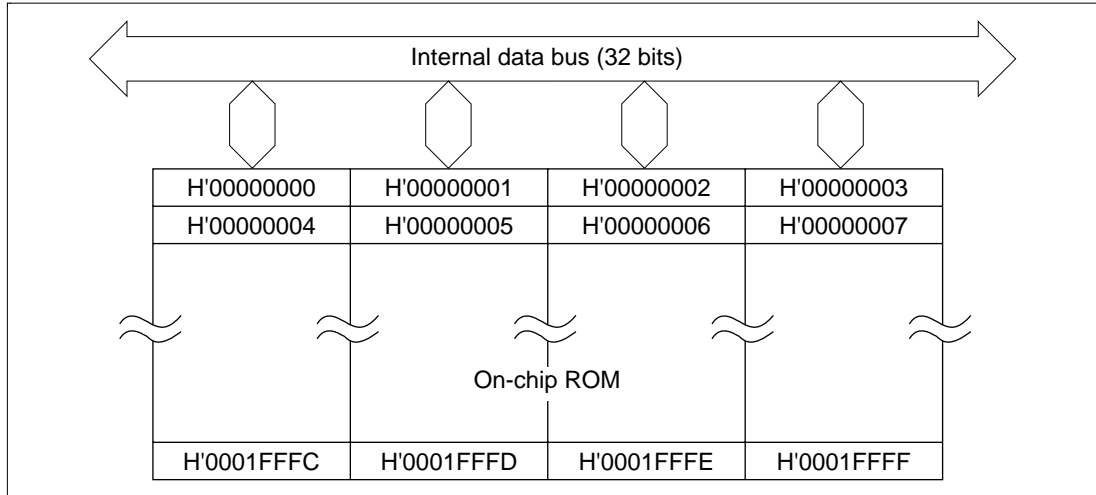 Internal data bus (32 bits)
H'00000000 H'00000001 H'00000002 H'00000003
H'00000004 H'00000005 H'00000006 H'00000007
On-chip ROM
H'0001FFFC H'0001FFFD H'0001FFFE H'0001FFFF